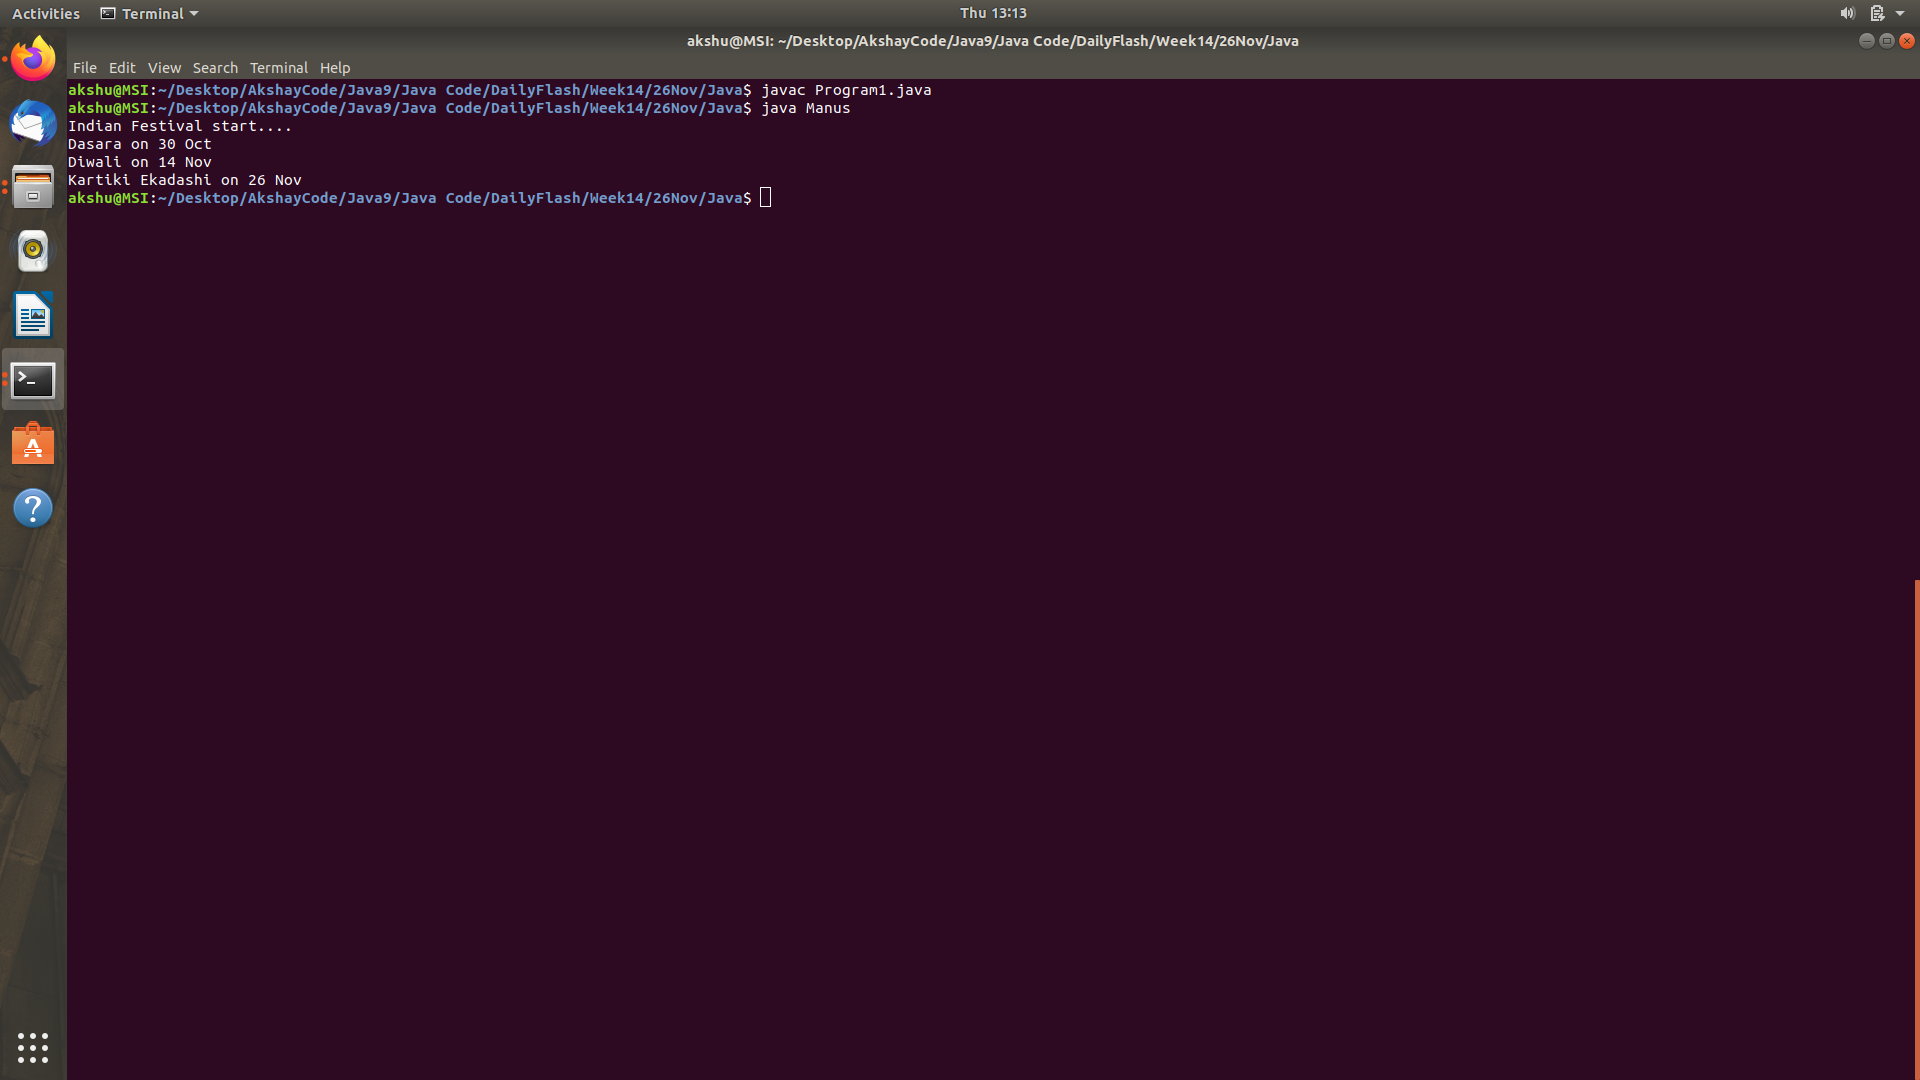 Activities Terminal Thu 13:13
akshu@MSI: ~/Desktop/AkshayCode/Java9/Java Code/DailyFlash/Week14/26Nov/Java
File Edit View Search Terminal Help
akshu@MSI:~/Desktop/AkshayCode/Java9/Java Code/DailyFlash/Week14/26Nov/Java$ javac Program1.java
akshu@MSI:~/Desktop/AkshayCode/Java9/Java Code/DailyFlash/Week14/26Nov/Java$ java Manus
Indian Festival start....
Dasara on 30 Oct
Diwali on 14 Nov
Kartiki Ekadashi on 26 Nov
akshu@MSI:~/Desktop/AkshayCode/Java9/Java Code/DailyFlash/Week14/26Nov/Java$